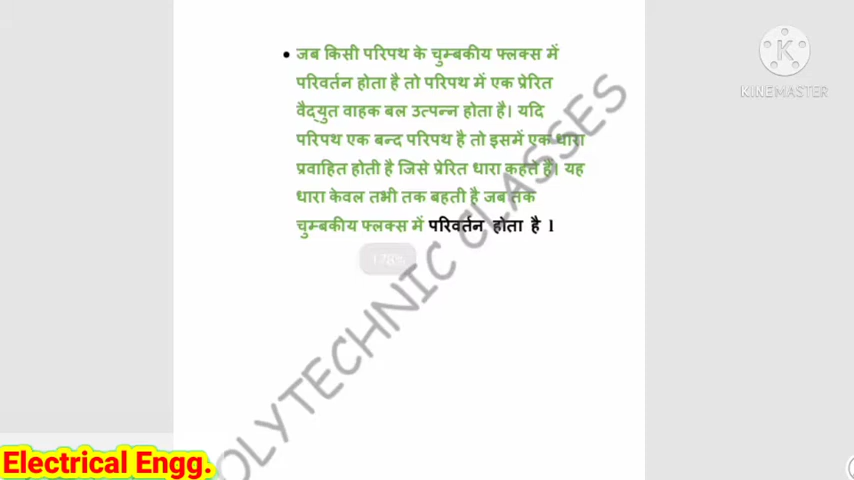 • जब किसी परिपथ के चुम्बकीय फ्लक्स में
परिवर्तन होता है तो परिपथ में एक प्रेरित
वैद्युत वाहक बल उत्पन्न होता है। यदि
परिपथ एक बन्द परिपथ है तो इसमें एक धारा
प्रवाहित होती है जिसे प्रेरित धारा कहते हैं। यह
धारा केवल तभी तक बहती है जब तक
चुम्बकीय फ्लक्स में परिवर्तन होता है l
178%
OLYTECHNIC CLASSES
K
KINEMASTER
Electrical Engg.